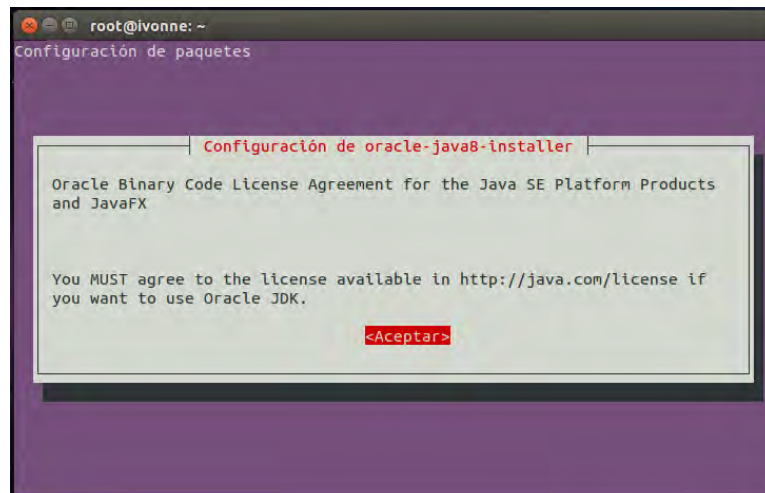 root@ivonne: ~
Configuración de paquetes
Configuración de oracle-java8-installer
Oracle Binary Code License Agreement for the Java SE Platform Products
and JavaFX
You MUST agree to the license available in http://java.com/license if
you want to use Oracle JDK.
<Aceptar>